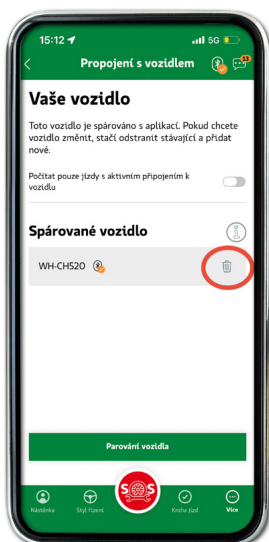 15:12
5G
Propojení s vozidlem
13
Vaše vozidlo
Toto vozidlo je spárováno s aplikací. Pokud chcete
vozidlo změnit, stačí odstranit stávající a přidat
nové.
Počítat pouze jízdy s aktivním připojením k
vozidlu
Spárované vozidlo
i
WH-CH520
Parování vozidla
SOS
Nástěnka
Styl řízení
Kniha jízd
Více